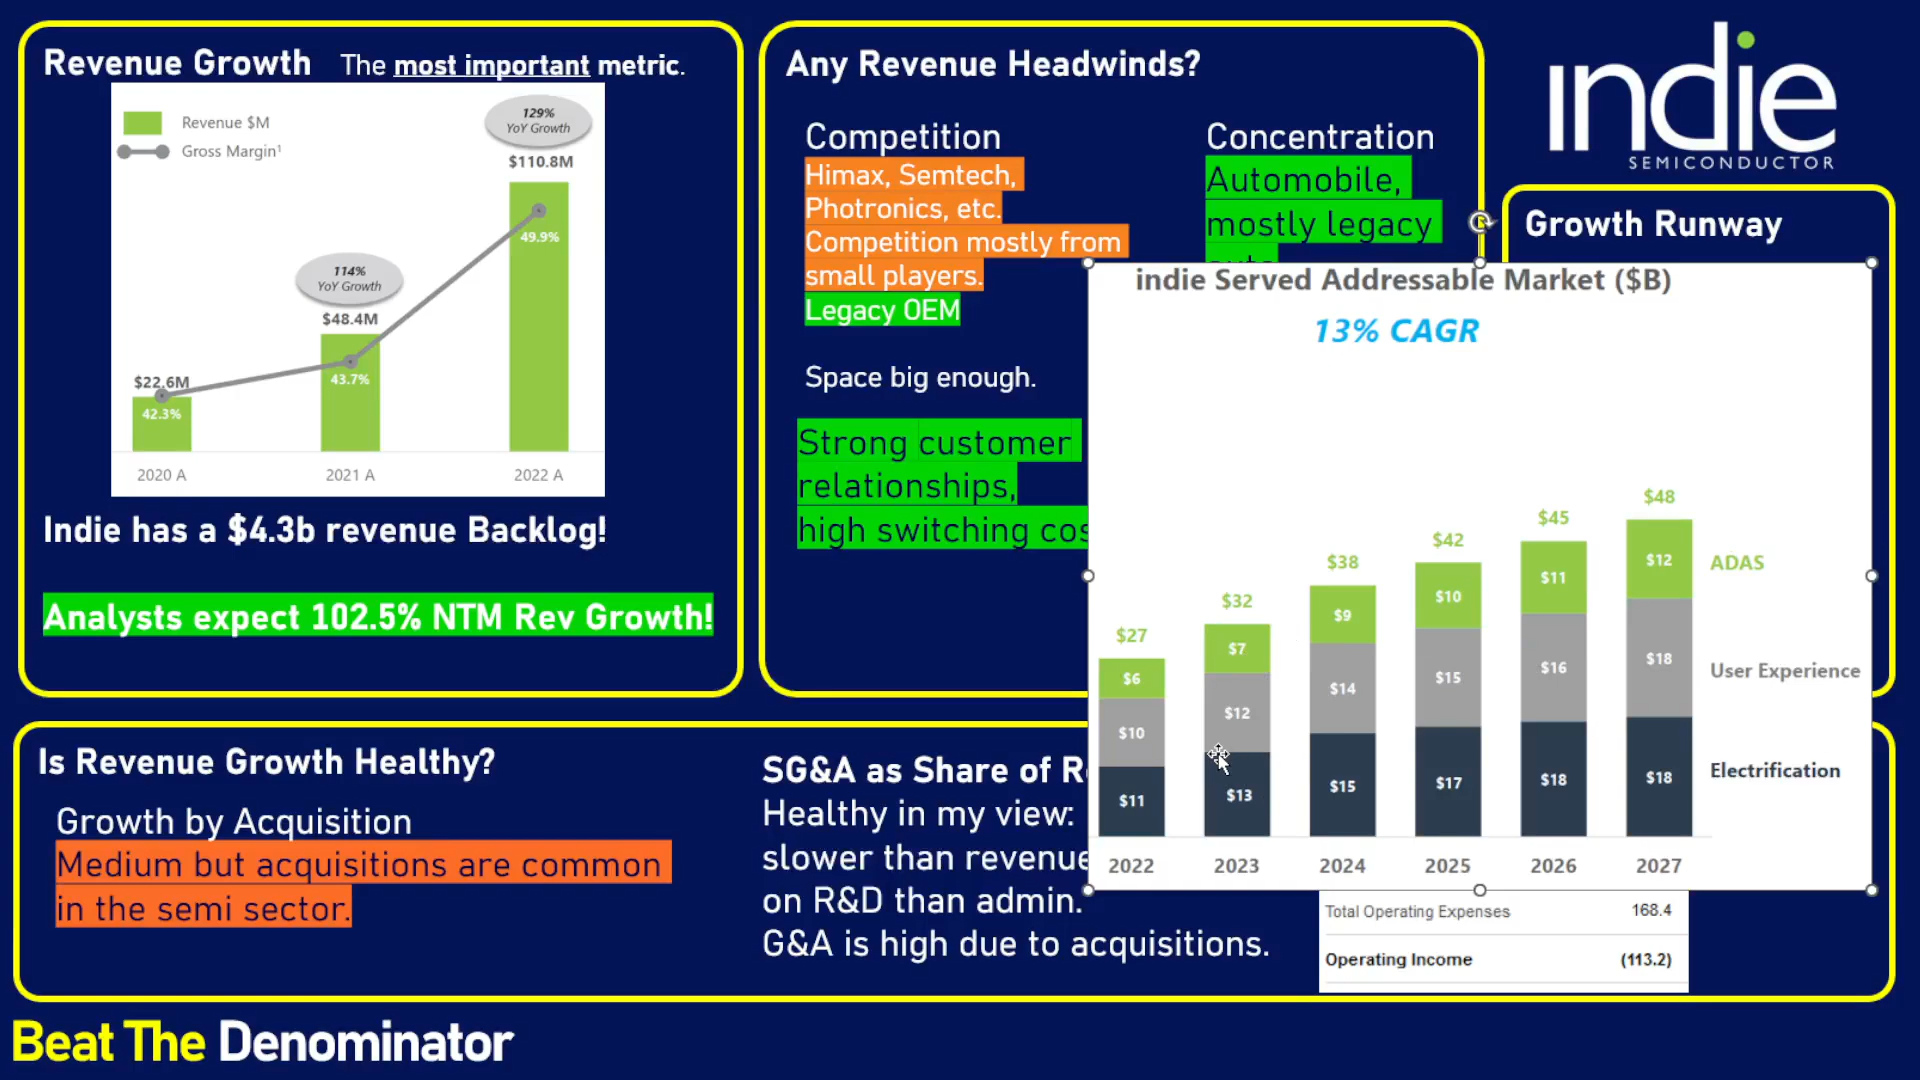 Revenue Growth The most important metric.
Revenue $M
Gross Margin¹
129%
YoY Growth
$110.8M
49.9%
114%
YoY Growth
$48.4M
43.7%
$22.6M
42.3%
2020 A
2021 A
2022 A
Indie has a $4.3b revenue Backlog!
Analysts expect 102.5% NTM Rev Growth!
Any Revenue Headwinds?
Competition
Himax, Semtech,
Photronics, etc.
Competition mostly from
small players.
Legacy OEM
Space big enough.
Strong customer
relationships,
high switching cos
Concentration
Automobile,
mostly legacy
indie
SEMICONDUCTOR
Growth Runway
indie Served Addressable Market ($B)
13% CAGR
$27
$6
$10
$11
2022
$32
$7
$12
$13
2023
$38
$9
$14
$15
2024
$42
$10
$15
$17
2025
$45
$11
$16
$18
2026
$48
$12
$18
$18
2027
ADAS
User Experience
Electrification
Is Revenue Growth Healthy?
Growth by Acquisition
Medium but acquisitions are common
in the semi sector.
SG&A as Share of R
Healthy in my view:
slower than revenue
on R&D than admin.
G&A is high due to acquisitions.
Total Operating Expenses 168.4
Operating Income (113.2)
Beat The Denominator